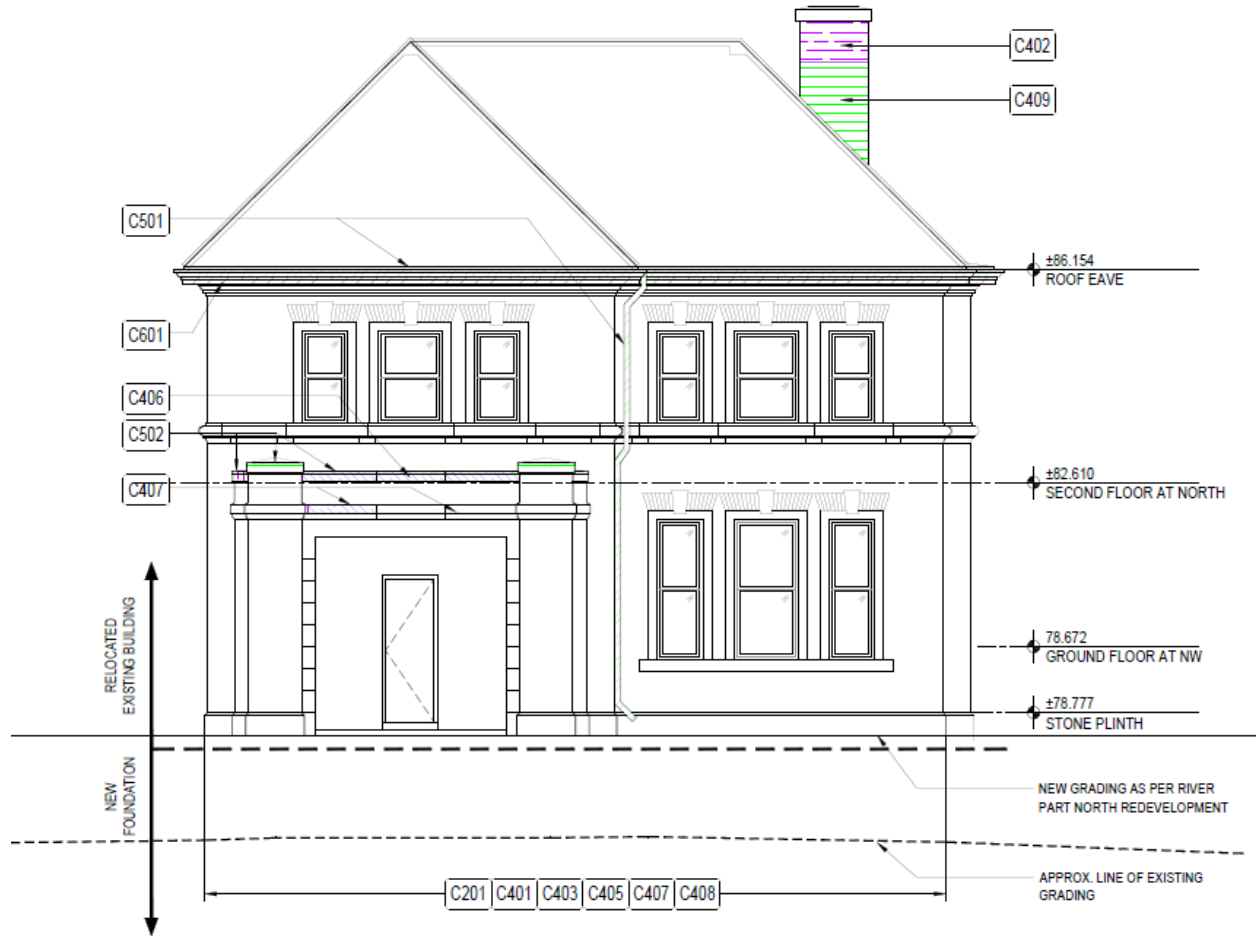 C402
C409
C501
±86.154
ROOF EAVE
C601
C406
C502
C407
±82.610
SECOND FLOOR AT NORTH
RELOCATED
EXISTING BUILDING
78.672
GROUND FLOOR AT NW
±78.777
STONE PLINTH
NEW
FOUNDATION
NEW GRADING AS PER RIVER
PART NORTH REDEVELOPMENT
APPROX. LINE OF EXISTING
GRADING
C201 C401 C403 C405 C407 C408